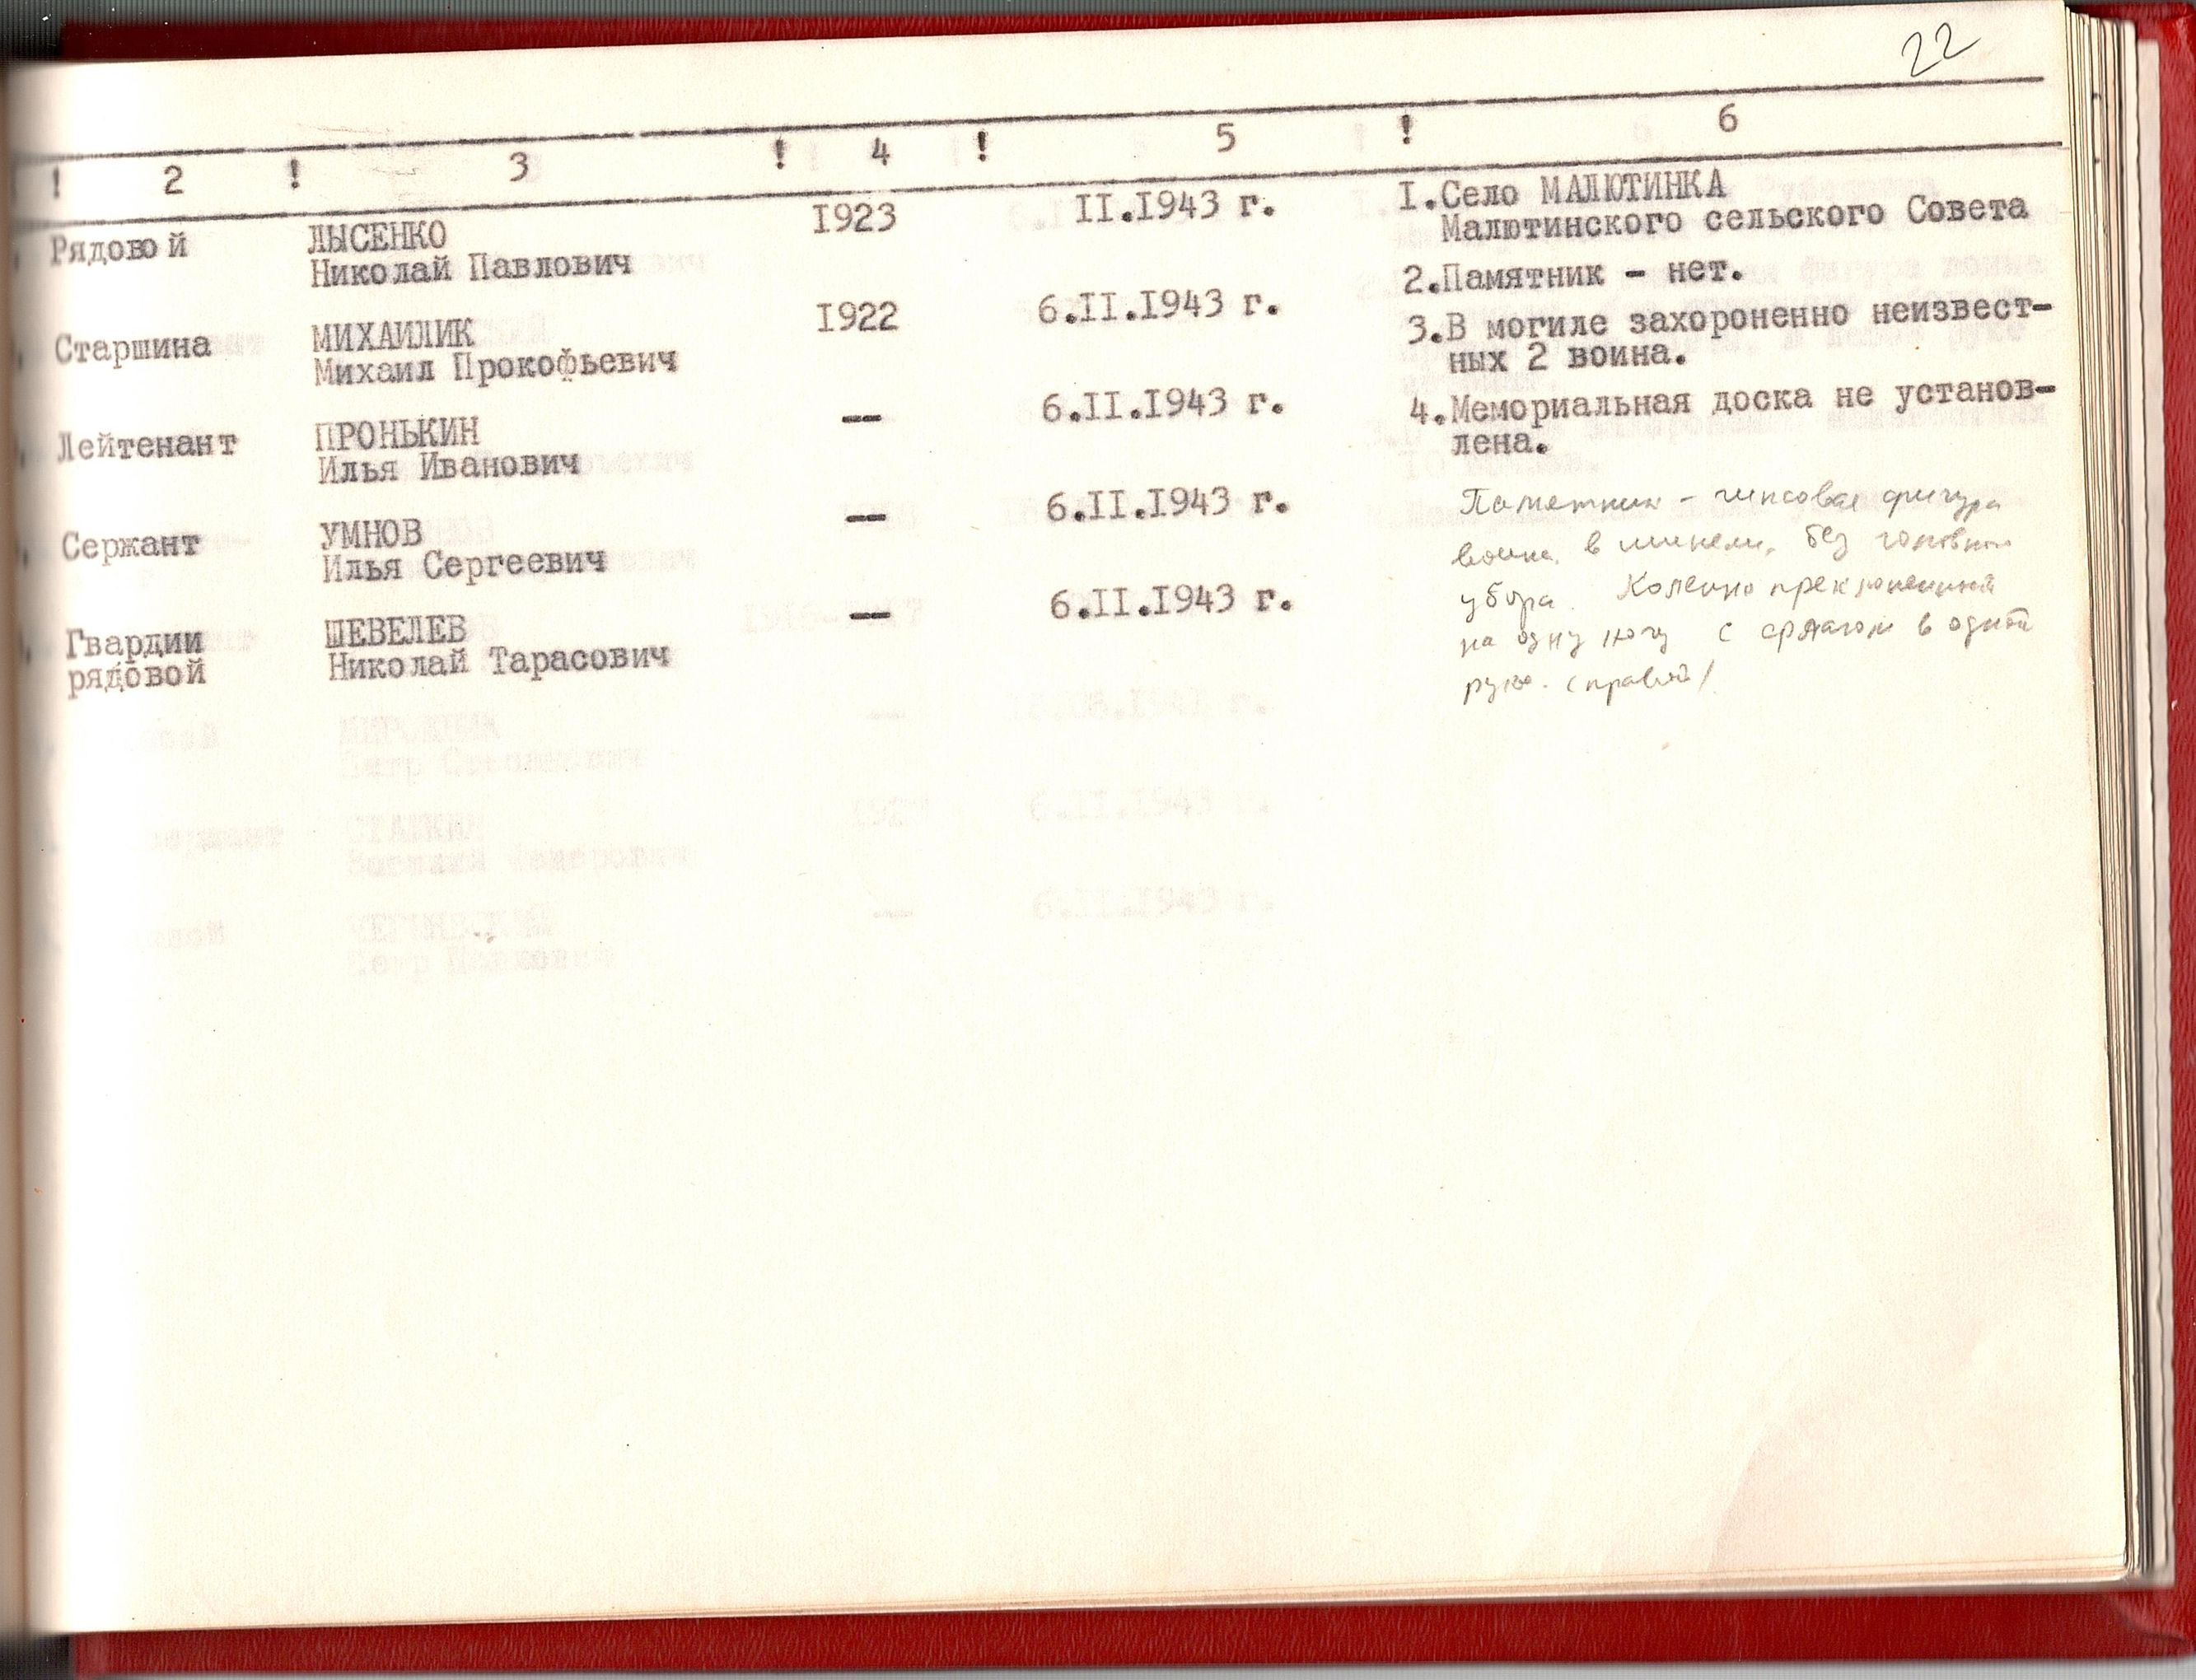 22
! 2 ! 3 ! 4 ! 5 ! 6
Рядовой ЛЫСЕНКО 1923 II.1943 г. I.Село МАЛЮТИНКА
Николай Павлович Малютинского сельского Совета
2.Памятник - нет.
Старшина МИХАИЛИК 1922 6.II.1943 г. 3.В могиле захороненно неизвест-
Михаил Прокофьевич ных 2 воина.
Лейтенант ПРОНЬКИН — 6.II.1943 г. 4.Мемориальная доска не установ-
Илья Иванович лена.
Сержант УМНОВ — 6.II.1943 г.
Илья Сергеевич
Гвардии ШЕВЕЛЕВ — 6.II.1943 г.
рядовой Николай Тарасович
Памятник - гипсовая фигура
воина в шинели, без головного
убора. Коленно преклоненный
на одну ногу с флагом в одной
руке. (правой)